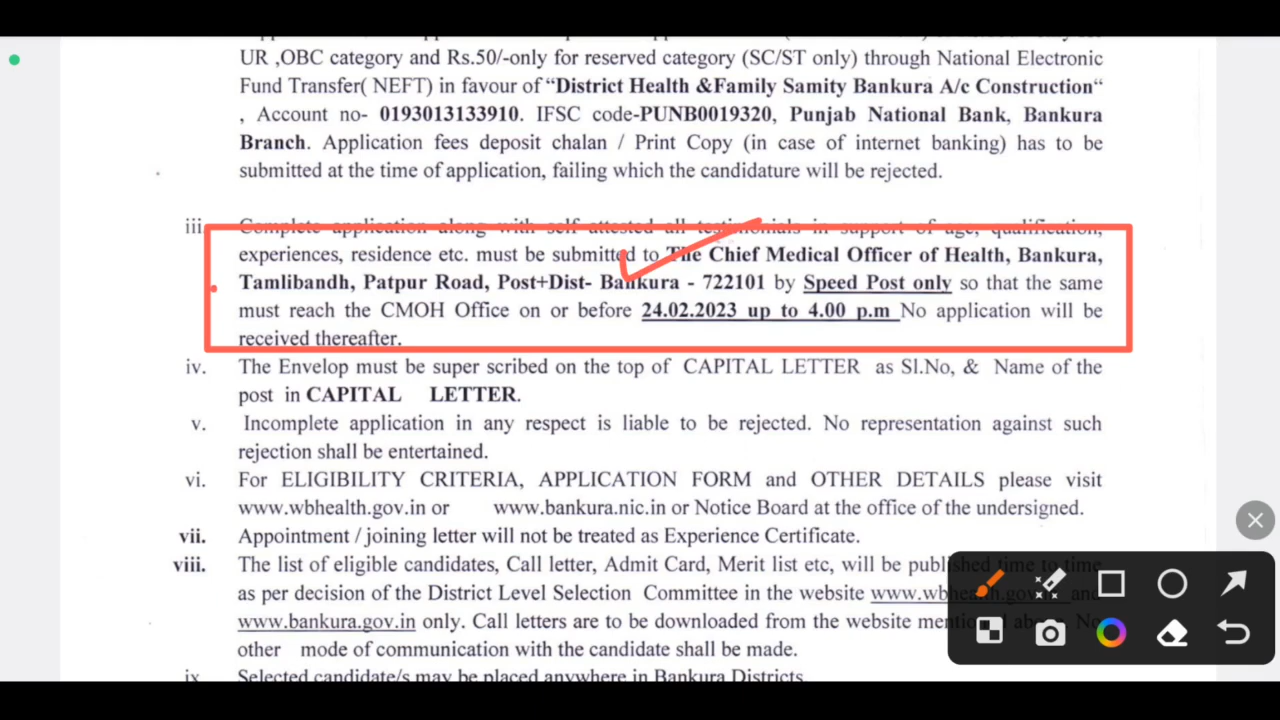 UR ,OBC category and Rs.50/-only for reserved category (SC/ST only) through National Electronic
Fund Transfer( NEFT) in favour of “District Health &Family Samity Bankura A/c Construction“
, Account no- 0193013133910. IFSC code-PUNB0019320, Punjab National Bank, Bankura
Branch. Application fees deposit chalan / Print Copy (in case of internet banking) has to be
submitted at the time of application, failing which the candidature will be rejected.
iii. Complete application along with self attested all testimonials in support of age, qualification,
experiences, residence etc. must be submitted to The Chief Medical Officer of Health, Bankura,
Tamlibandh, Patpur Road, Post+Dist- Bankura - 722101 by Speed Post only so that the same
must reach the CMOH Office on or before 24.02.2023 up to 4.00 p.m No application will be
received thereafter.
iv. The Envelop must be super scribed on the top of CAPITAL LETTER as Sl.No, & Name of the
post in CAPITAL LETTER.
v. Incomplete application in any respect is liable to be rejected. No representation against such
rejection shall be entertained.
vi. For ELIGIBILITY CRITERIA, APPLICATION FORM and OTHER DETAILS please visit
www.wbhealth.gov.in or www.bankura.nic.in or Notice Board at the office of the undersigned.
vii. Appointment / joining letter will not be treated as Experience Certificate.
viii. The list of eligible candidates, Call letter, Admit Card, Merit list etc, will be published time to time
as per decision of the District Level Selection Committee in the website www.wbhealth.gov.in and
www.bankura.gov.in only. Call letters are to be downloaded from the website mentioned above. No
other mode of communication with the candidate shall be made.
ix Selected candidate/s may be placed anywhere in Bankura Districts